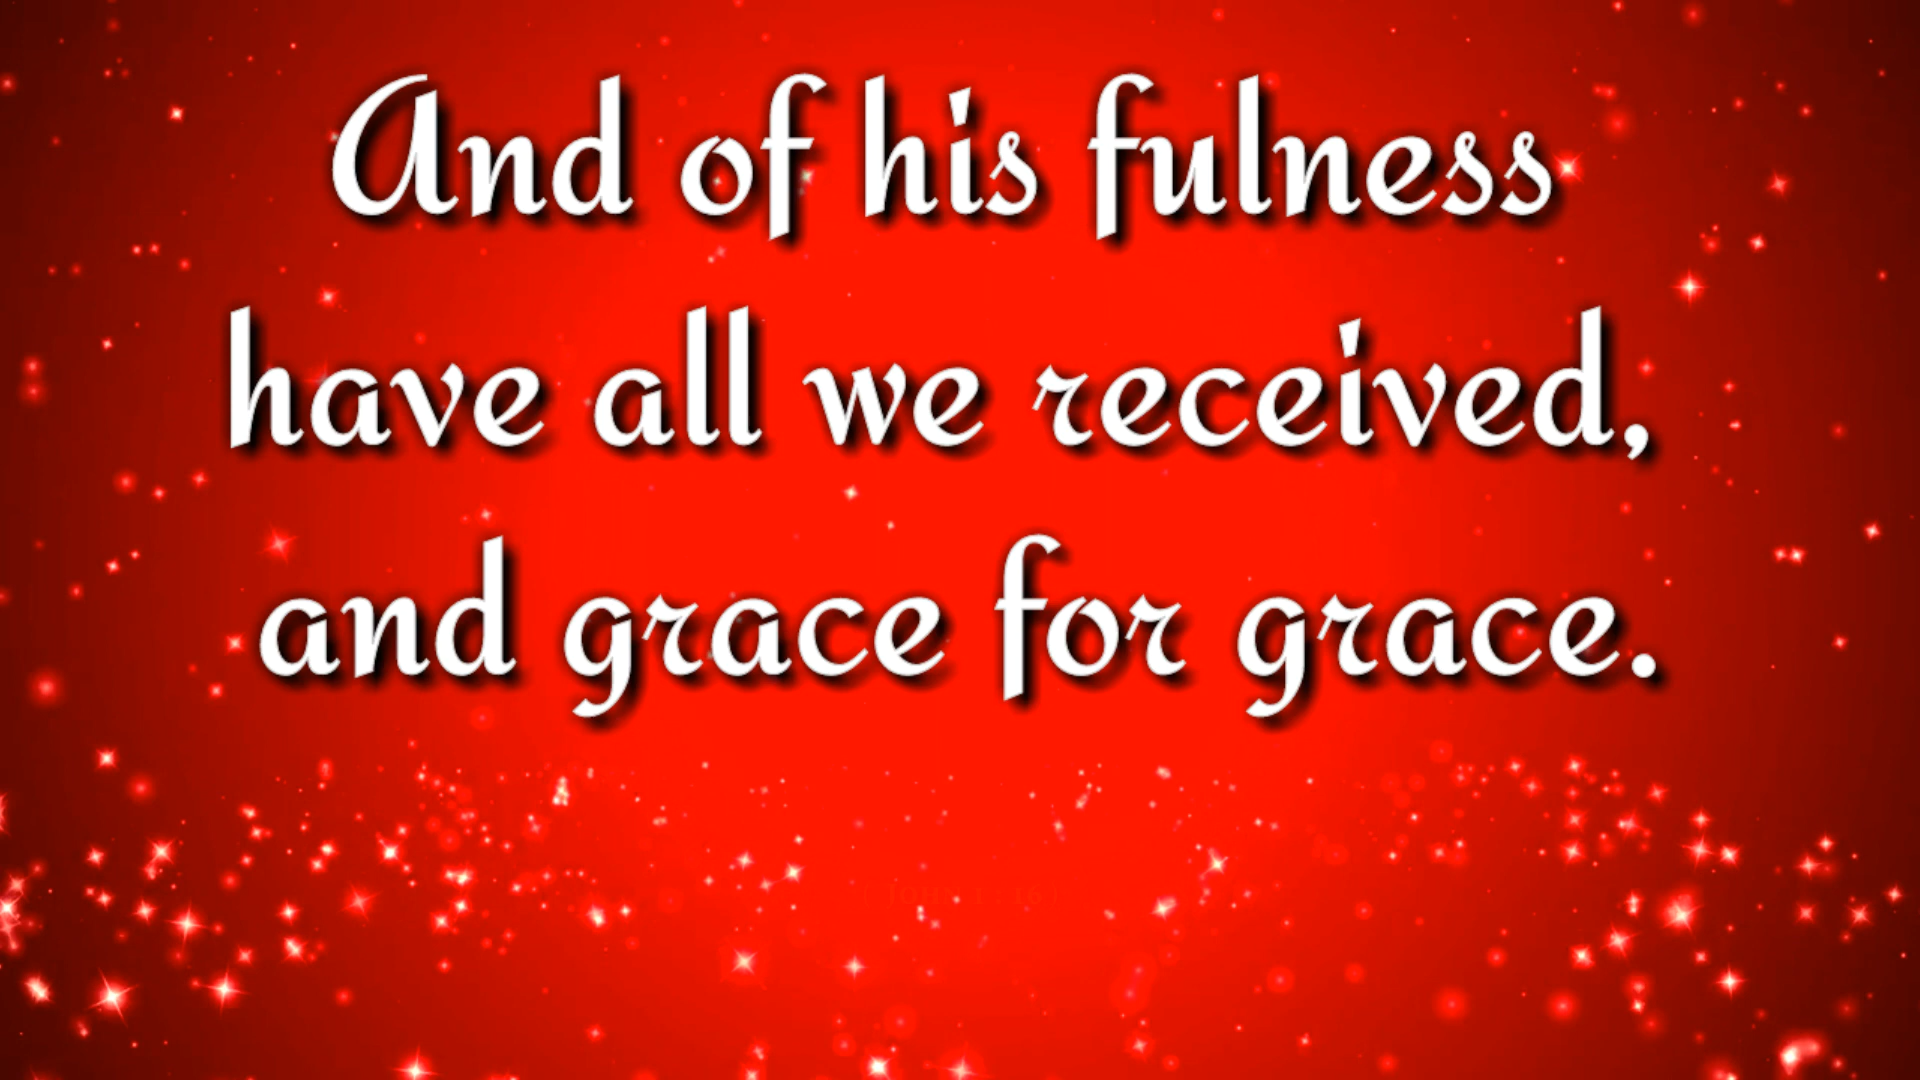 And of his fulness
have all we received,
and grace for grace.